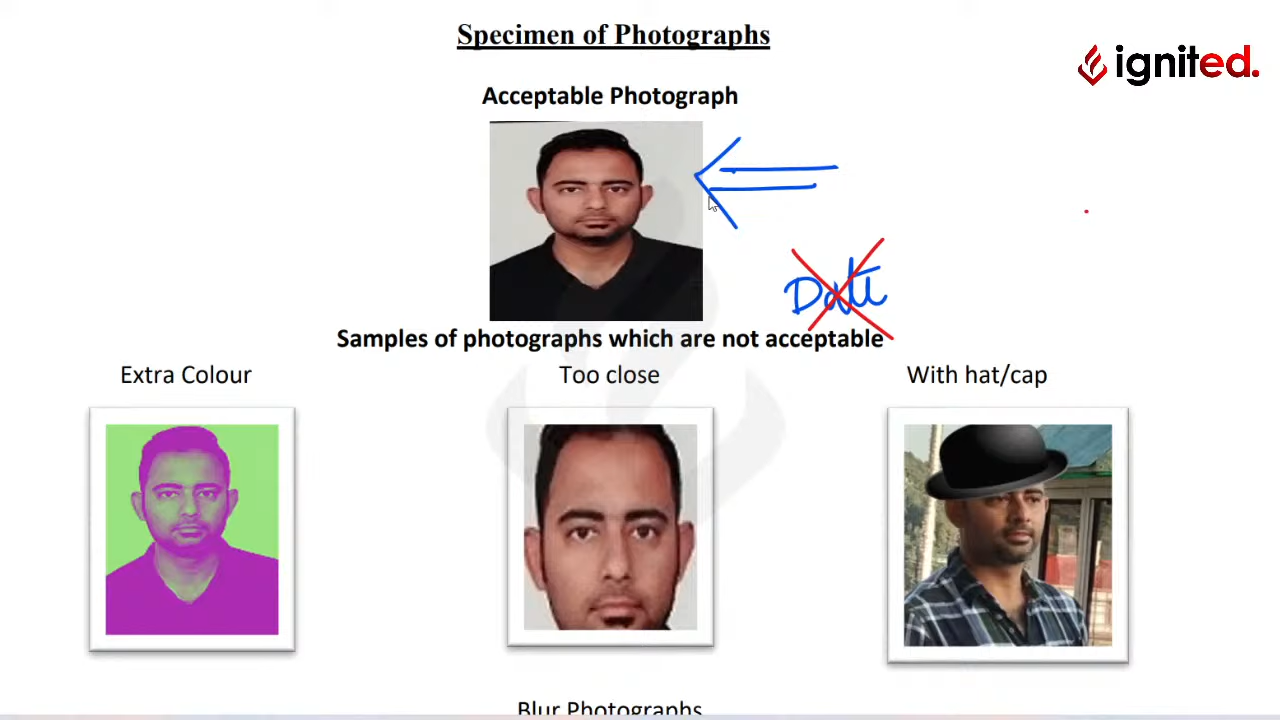 Specimen of Photographs
ignited.
Acceptable Photograph
Date
Samples of photographs which are not acceptable
Extra Colour
Too close
With hat/cap
Blur Photographs